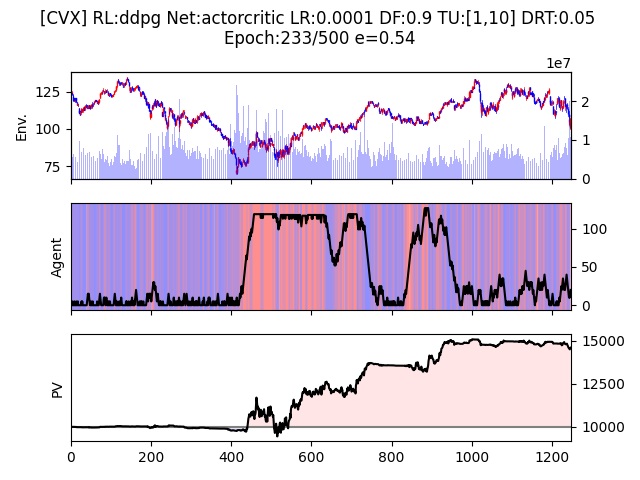 [CVX] RL:ddpg Net:actorcritic LR:0.0001 DF:0.9 TU:[1,10] DRT:0.05
Epoch:233/500 e=0.54
1e7
125
100
75
Env.
2
1
0
Agent
100
50
0
PV
15000
12500
10000
0 200 400 600 800 1000 1200